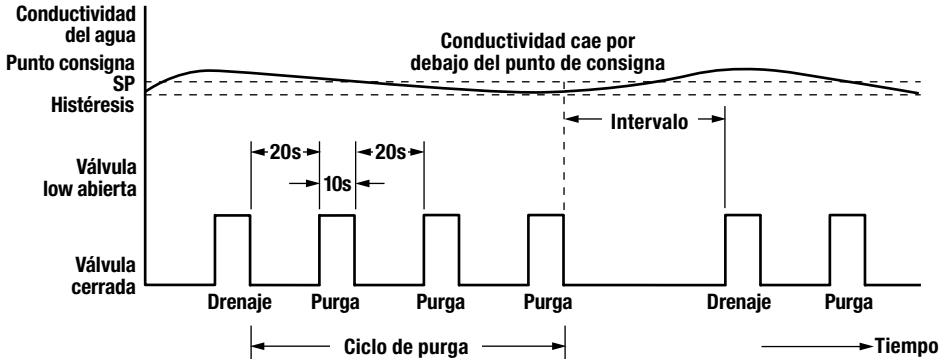 Conductividad
del agua
Punto consigna
SP
Histéresis
Conductividad cae por
debajo del punto de consigna
Intervalo
20s
20s
10s
Válvula
low abierta
Válvula
cerrada
Drenaje
Purga
Purga
Purga
Drenaje
Purga
Ciclo de purga
Tiempo